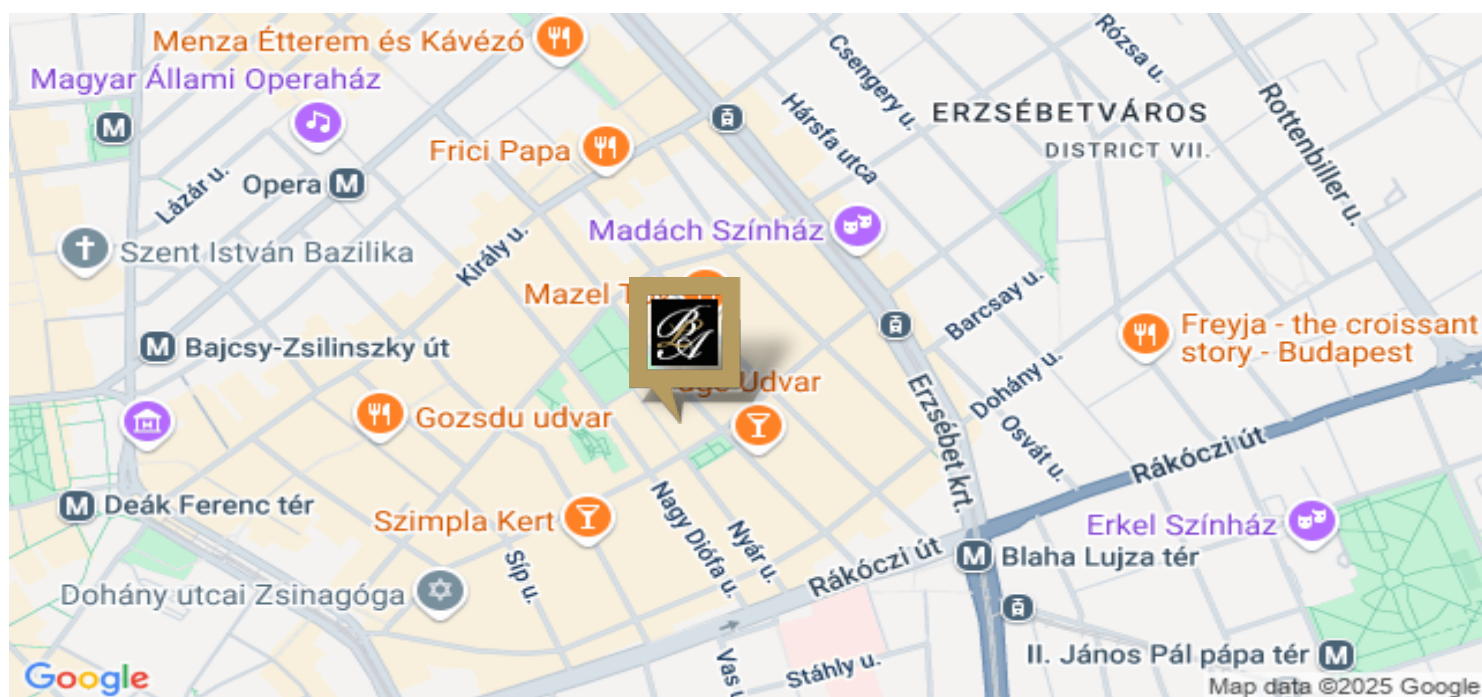 Menza Étterem és Kávézó
Magyar Állami Operaház
M
Frici Papa
Opera M
Lázár u.
Szent István Bazilika
Király u.
Csengery u.
Hársfa utca
Rózsa u.
ERZSÉBETVÁROS
DISTRICT VII.
Rottenbiller u.
Madách Színház
Mazel
BLA
Barcsay u.
Freyja - the croissant
story - Budapest
M Bajcsy-Zsilinszky út
Udvar
Gozsdu udvar
Erzsébet krt.
Dohány u.
Osvát u.
Rákóczi út
M Deák Ferenc tér
Szimpla Kert
Nagy Diófa u.
Nyár u.
Síp u.
Erkel Színház
Rákóczi út
M Blaha Lujza tér
Dohány utcai Zsinagóga
Vas u
Stáhly u.
II. János Pál pápa tér M
Google
Map data ©2025 Google